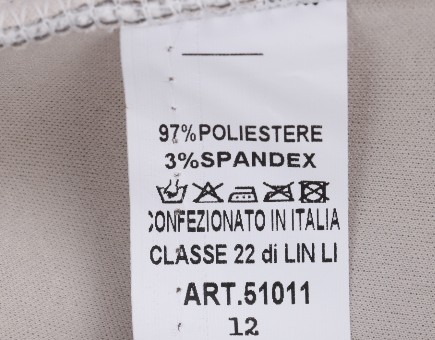 97%POLIESTERE
3%SPANDEX
CONFEZIONATO IN ITALIA
CLASSE 22 di LIN LI
ART.51011
12